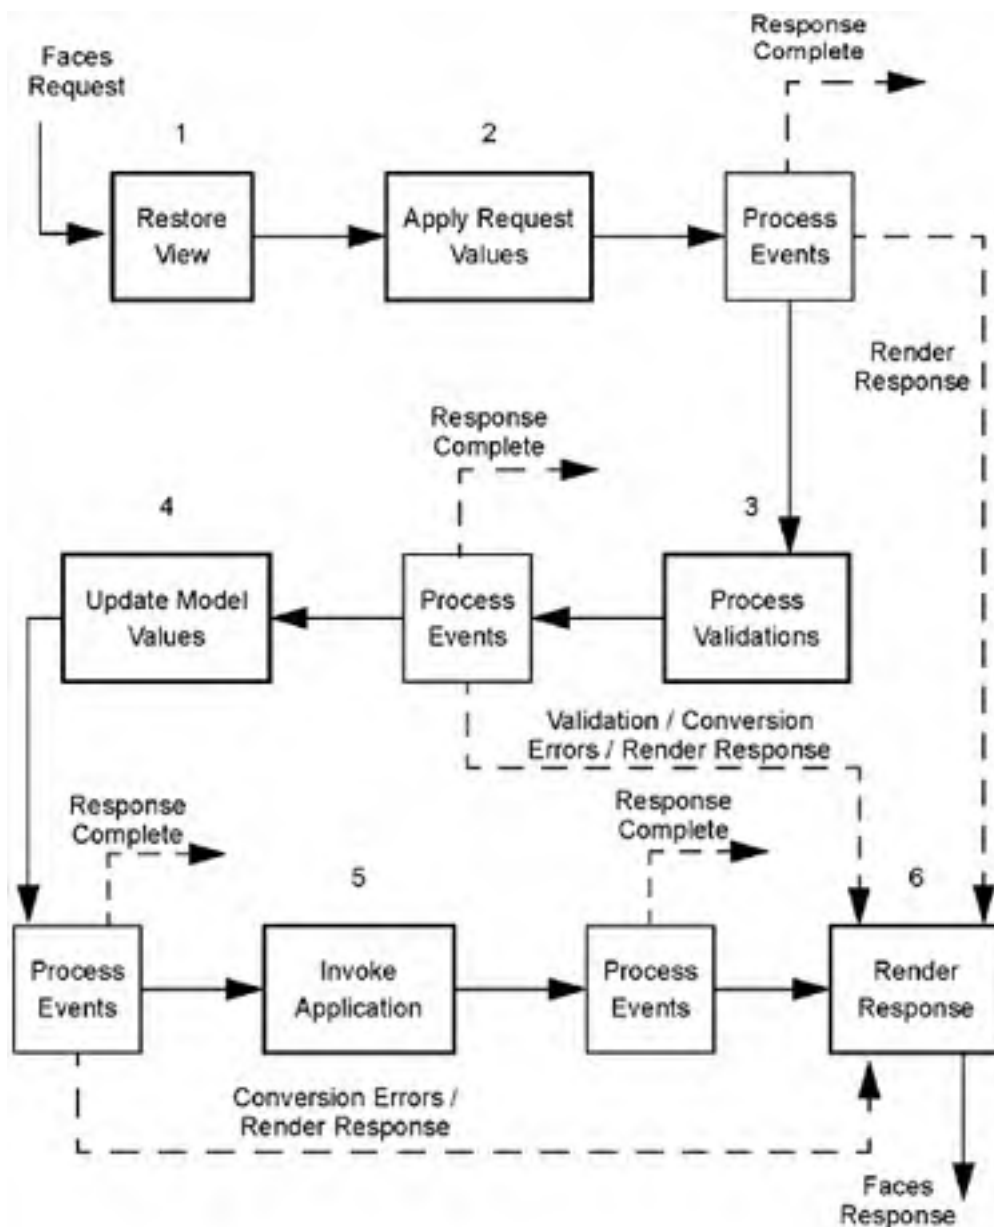 Response
Complete
Faces
Request
1
2
Restore
View
Apply Request
Values
Process
Events
Render
Response
Response
Complete
4
3
Update Model
Values
Process
Events
Process
Validations
Validation / Conversion
Errors / Render Response
Response
Complete
Response
Complete
5
6
Process
Events
Invoke
Application
Process
Events
Render
Response
Conversion Errors /
Render Response
Faces
Response